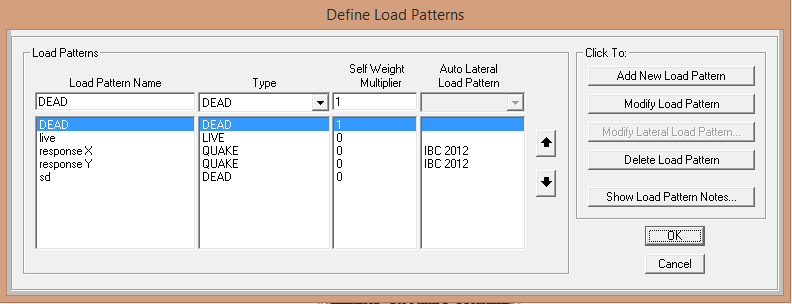 Define Load Patterns
Load Patterns
Click To:
Load Pattern Name Type Self Weight Multiplier Auto Lateral Load Pattern
DEAD DEAD 1
DEAD DEAD 1
live LIVE 0
response X QUAKE 0 IBC 2012
response Y QUAKE 0 IBC 2012
sd DEAD 0
Add New Load Pattern
Modify Load Pattern
Modify Lateral Load Pattern...
Delete Load Pattern
Show Load Pattern Notes...
OK
Cancel